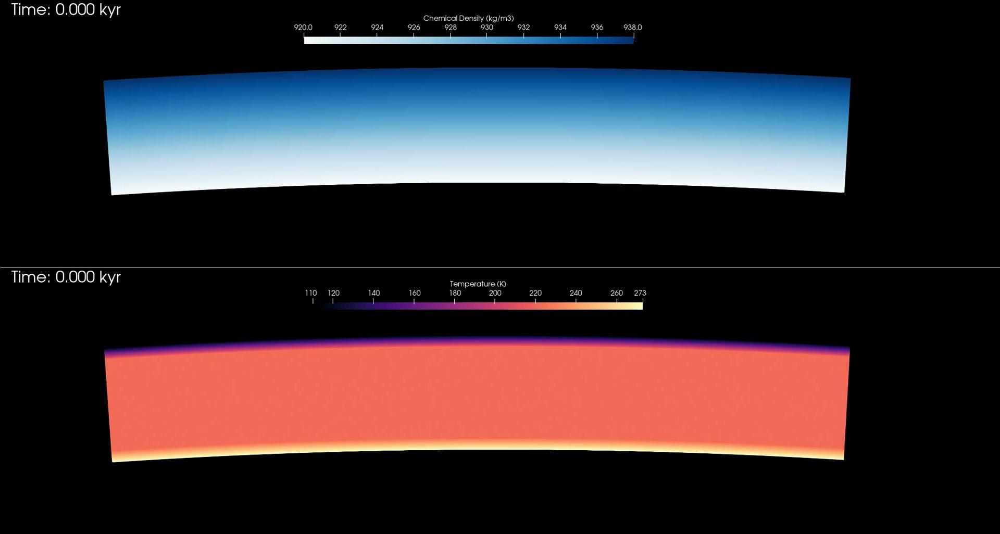 Time: 0.000 kyr
Chemical Density (kg/m3)
920.0 922 924 926 928 930 932 934 936 938.0
Time: 0.000 kyr
Temperature (K)
110 120 140 160 180 200 220 240 260 273